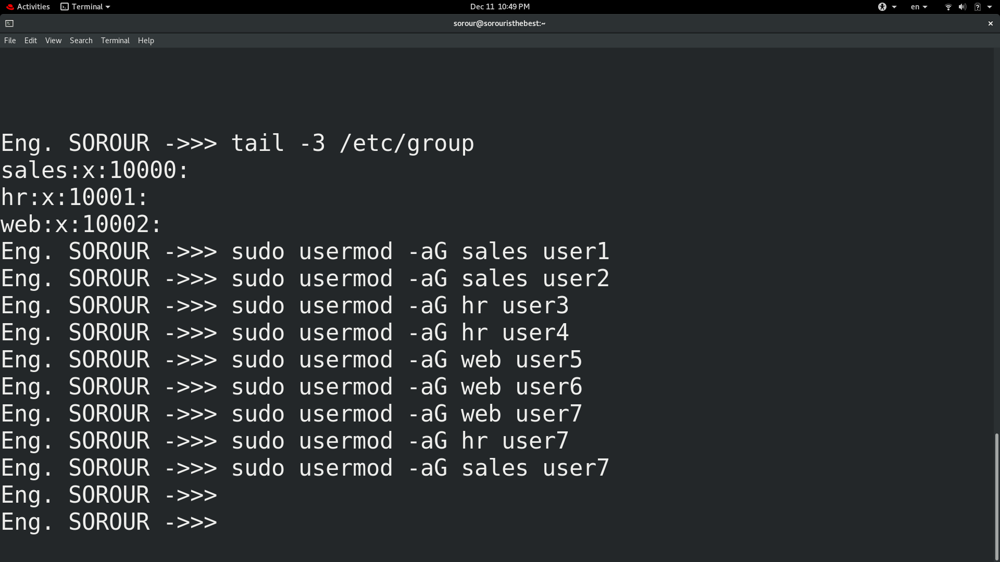 Activities Terminal Dec 11 10:49 PM en
sorour@sorouristhebest:~
File Edit View Search Terminal Help
Eng. SOROUR ->>> tail -3 /etc/group
sales:x:10000:
hr:x:10001:
web:x:10002:
Eng. SOROUR ->>> sudo usermod -aG sales user1
Eng. SOROUR ->>> sudo usermod -aG sales user2
Eng. SOROUR ->>> sudo usermod -aG hr user3
Eng. SOROUR ->>> sudo usermod -aG hr user4
Eng. SOROUR ->>> sudo usermod -aG web user5
Eng. SOROUR ->>> sudo usermod -aG web user6
Eng. SOROUR ->>> sudo usermod -aG web user7
Eng. SOROUR ->>> sudo usermod -aG hr user7
Eng. SOROUR ->>> sudo usermod -aG sales user7
Eng. SOROUR ->>>
Eng. SOROUR ->>>